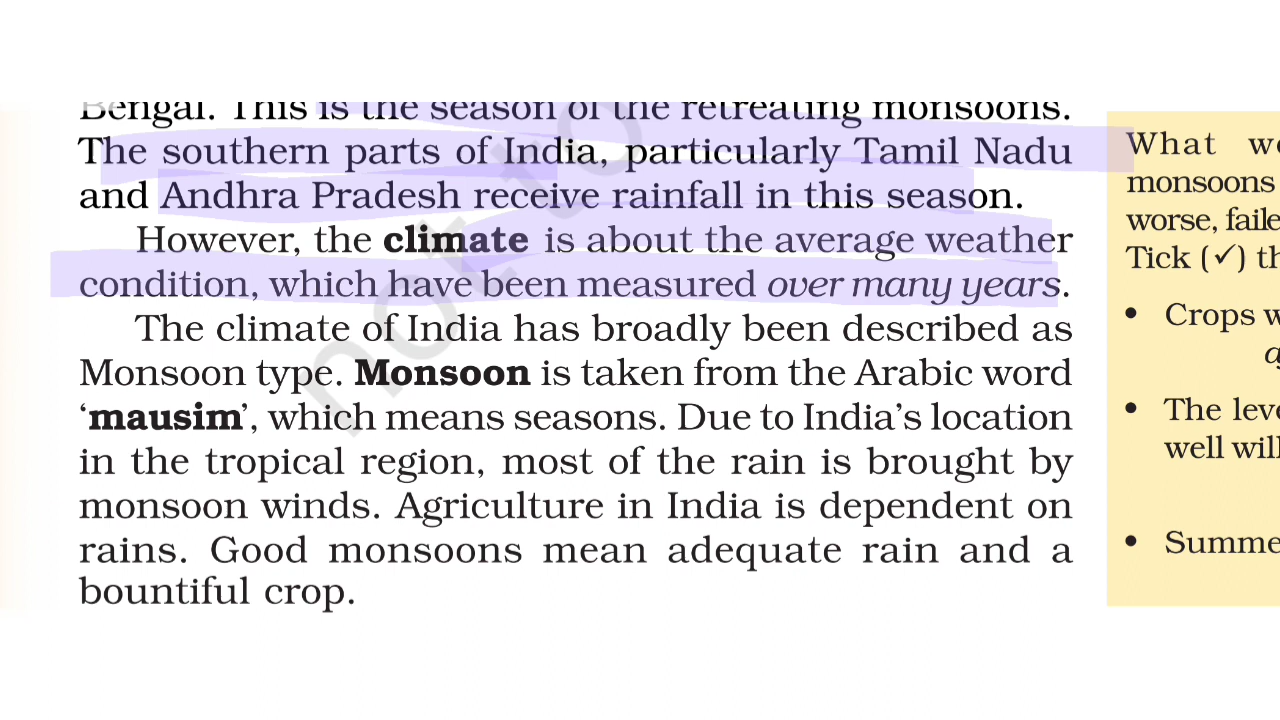 Bengal. This is the season of the retreating monsoons.
The southern parts of India, particularly Tamil Nadu
and Andhra Pradesh receive rainfall in this season.
However, the climate is about the average weather
condition, which have been measured over many years.
The climate of India has broadly been described as
Monsoon type. Monsoon is taken from the Arabic word
‘mausim’, which means seasons. Due to India’s location
in the tropical region, most of the rain is brought by
monsoon winds. Agriculture in India is dependent on
rains. Good monsoons mean adequate rain and a
bountiful crop.
What
monsoons
worse,
Tick (✓)
• Crops
• The
well
•
not to